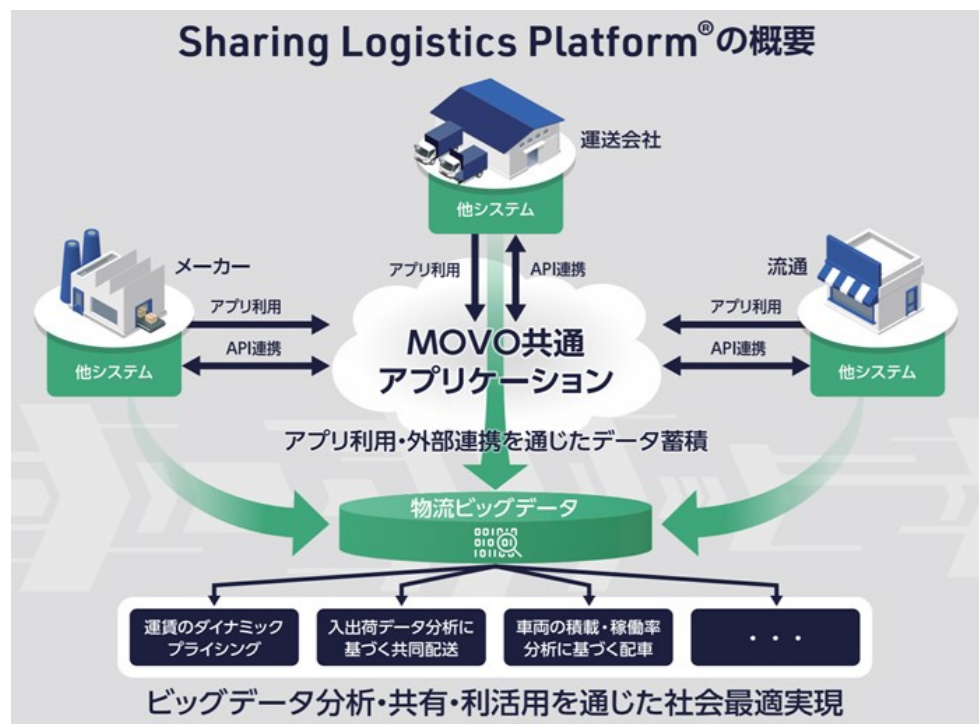 Sharing Logistics Platform®の概要
運送会社
他システム
メーカー
アプリ利用
API連携
流通
アプリ利用
アプリ利用
API連携
API連携
他システム
他システム
MOVO共通
アプリケーション
アプリ利用・外部連携を通じたデータ蓄積
物流ビッグデータ
001010
010 01
01100
運賃のダイナミック
プライシング
入出荷データ分析に
基づく共同配送
車両の積載・稼働率
分析に基づく配車
・・・
ビッグデータ分析・共有・利活用を通じた社会最適実現